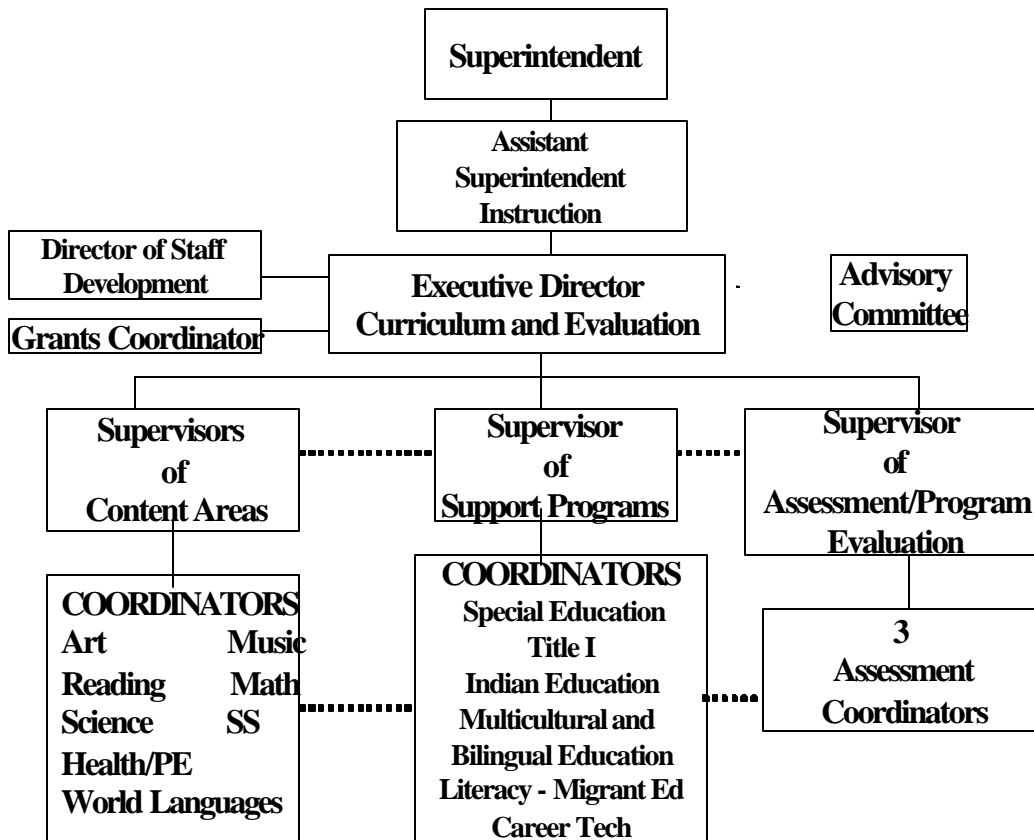 Superintendent
Assistant
Superintendent
Instruction
Director of Staff
Development
Grants Coordinator
Executive Director
Curriculum and Evaluation
Advisory
Committee
Supervisors
of
Content Areas
Supervisor
of
Support Programs
Supervisor
of
Assessment/Program
Evaluation
COORDINATORS
Art Music
Reading Math
Science SS
Health/PE
World Languages
COORDINATORS
Special Education
Title I
Indian Education
Multicultural and
Bilingual Education
Literacy - Migrant Ed
Career Tech
3
Assessment
Coordinators